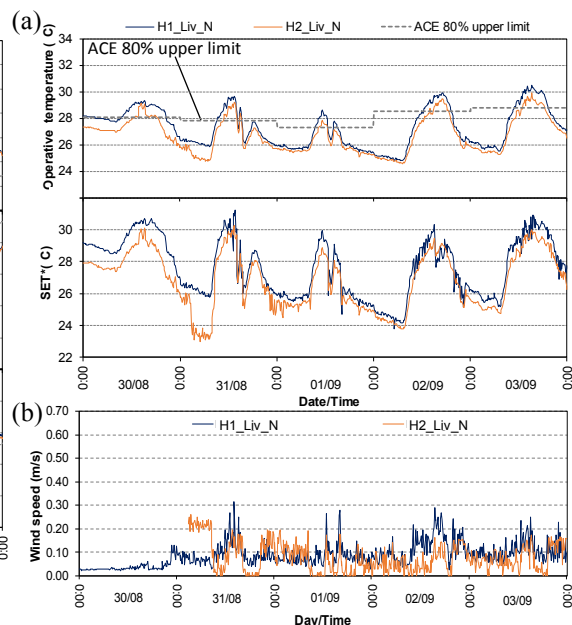 (a)
H1_Liv_N H2_Liv_N ACE 80% upper limit
ACE 80% upper limit
Operative temperature ( C)
34
32
30
28
26
24
SET*( C)
30
28
26
24
22
0:00 30/08 0:00 31/08 0:00 01/09 0:00 02/09 0:00 03/09 0:00
Date/Time
(b)
H1_Liv_N H2_Liv_N
Wind speed (m/s)
0.70
0.60
0.50
0.40
0.30
0.20
0.10
0.00
0:00 30/08 0:00 31/08 0:00 01/09 0:00 02/09 0:00 03/09 0:00
Day/Time
0:00